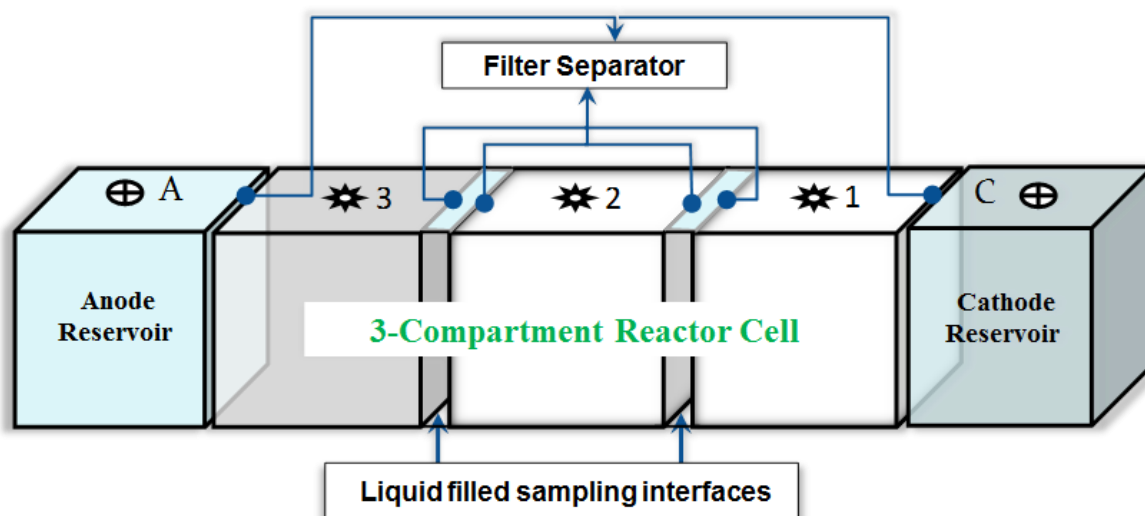 Filter Separator
A
3
2
1
C
Anode
Reservoir
3-Compartment Reactor Cell
Cathode
Reservoir
Liquid filled sampling interfaces